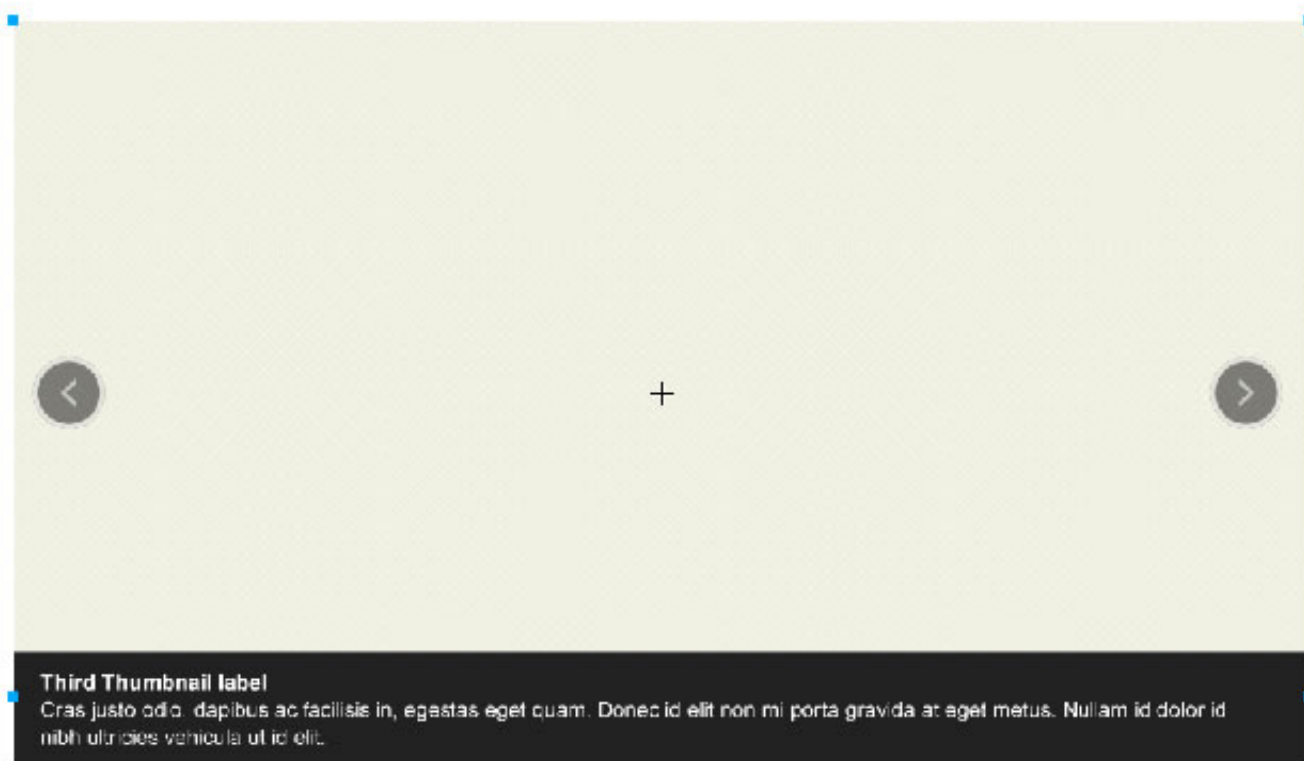 Third Thumbnail label
Cras justo odio, dapibus ac facilisis in, egestas eget quam. Donec id elit non mi porta gravida at eget metus. Nullam id dolor id
nibh ultricies vehicula ut id elit.